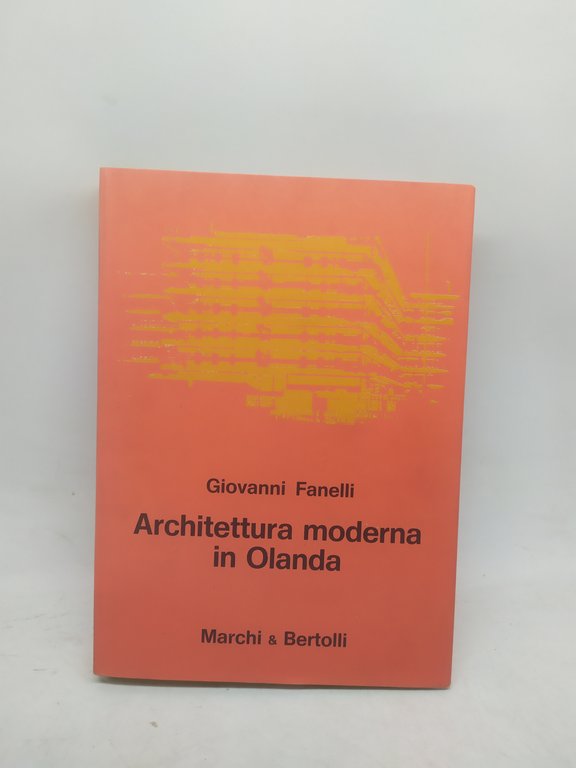 Giovanni Fanelli
Architettura moderna
in Olanda
Marchi & Bertolli